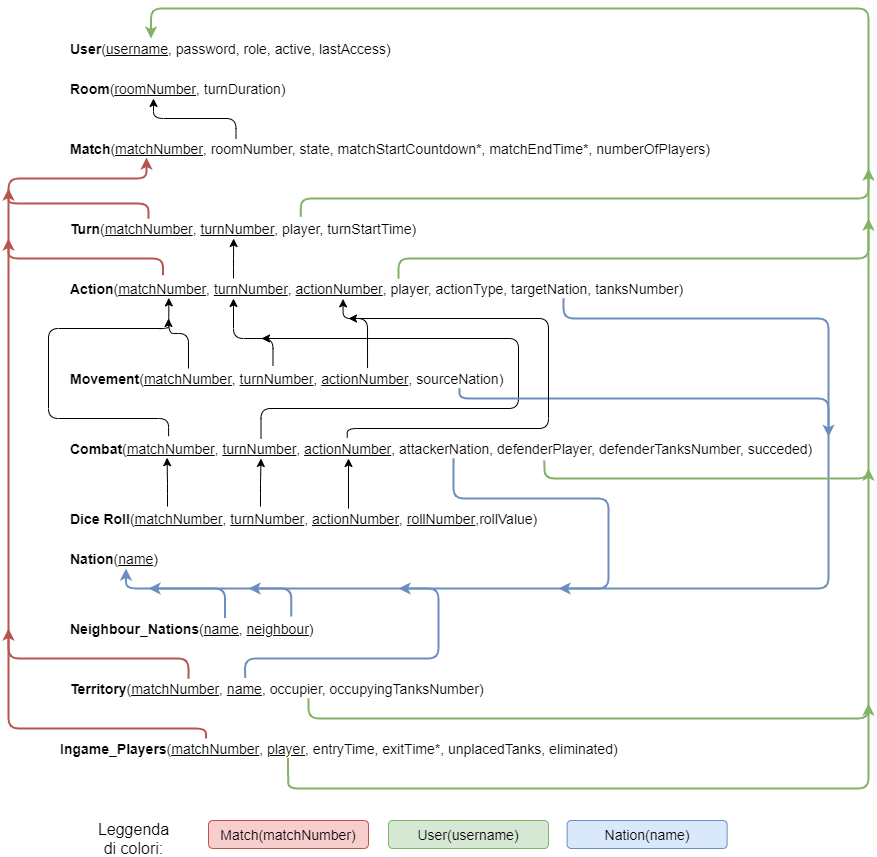 User(username, password, role, active, lastAccess)
Room(roomNumber, turnDuration)
Match(matchNumber, roomNumber, state, matchStartCountdown*, matchEndTime*, numberOfPlayers)
Turn(matchNumber, turnNumber, player, turnStartTime)
Action(matchNumber, turnNumber, actionNumber, player, actionType, targetNation, tanksNumber)
Movement(matchNumber, turnNumber, actionNumber, sourceNation)
Combat(matchNumber, turnNumber, actionNumber, attackerNation, defenderPlayer, defenderTanksNumber, succeded)
Dice Roll(matchNumber, turnNumber, actionNumber, rollNumber,rollValue)
Nation(name)
Neighbour_Nations(name, neighbour)
Territory(matchNumber, name, occupier, occupyingTanksNumber)
Ingame_Players(matchNumber, player, entryTime, exitTime*, unplacedTanks, eliminated)
Leggenda
di colori:
Match(matchNumber)
User(username)
Nation(name)